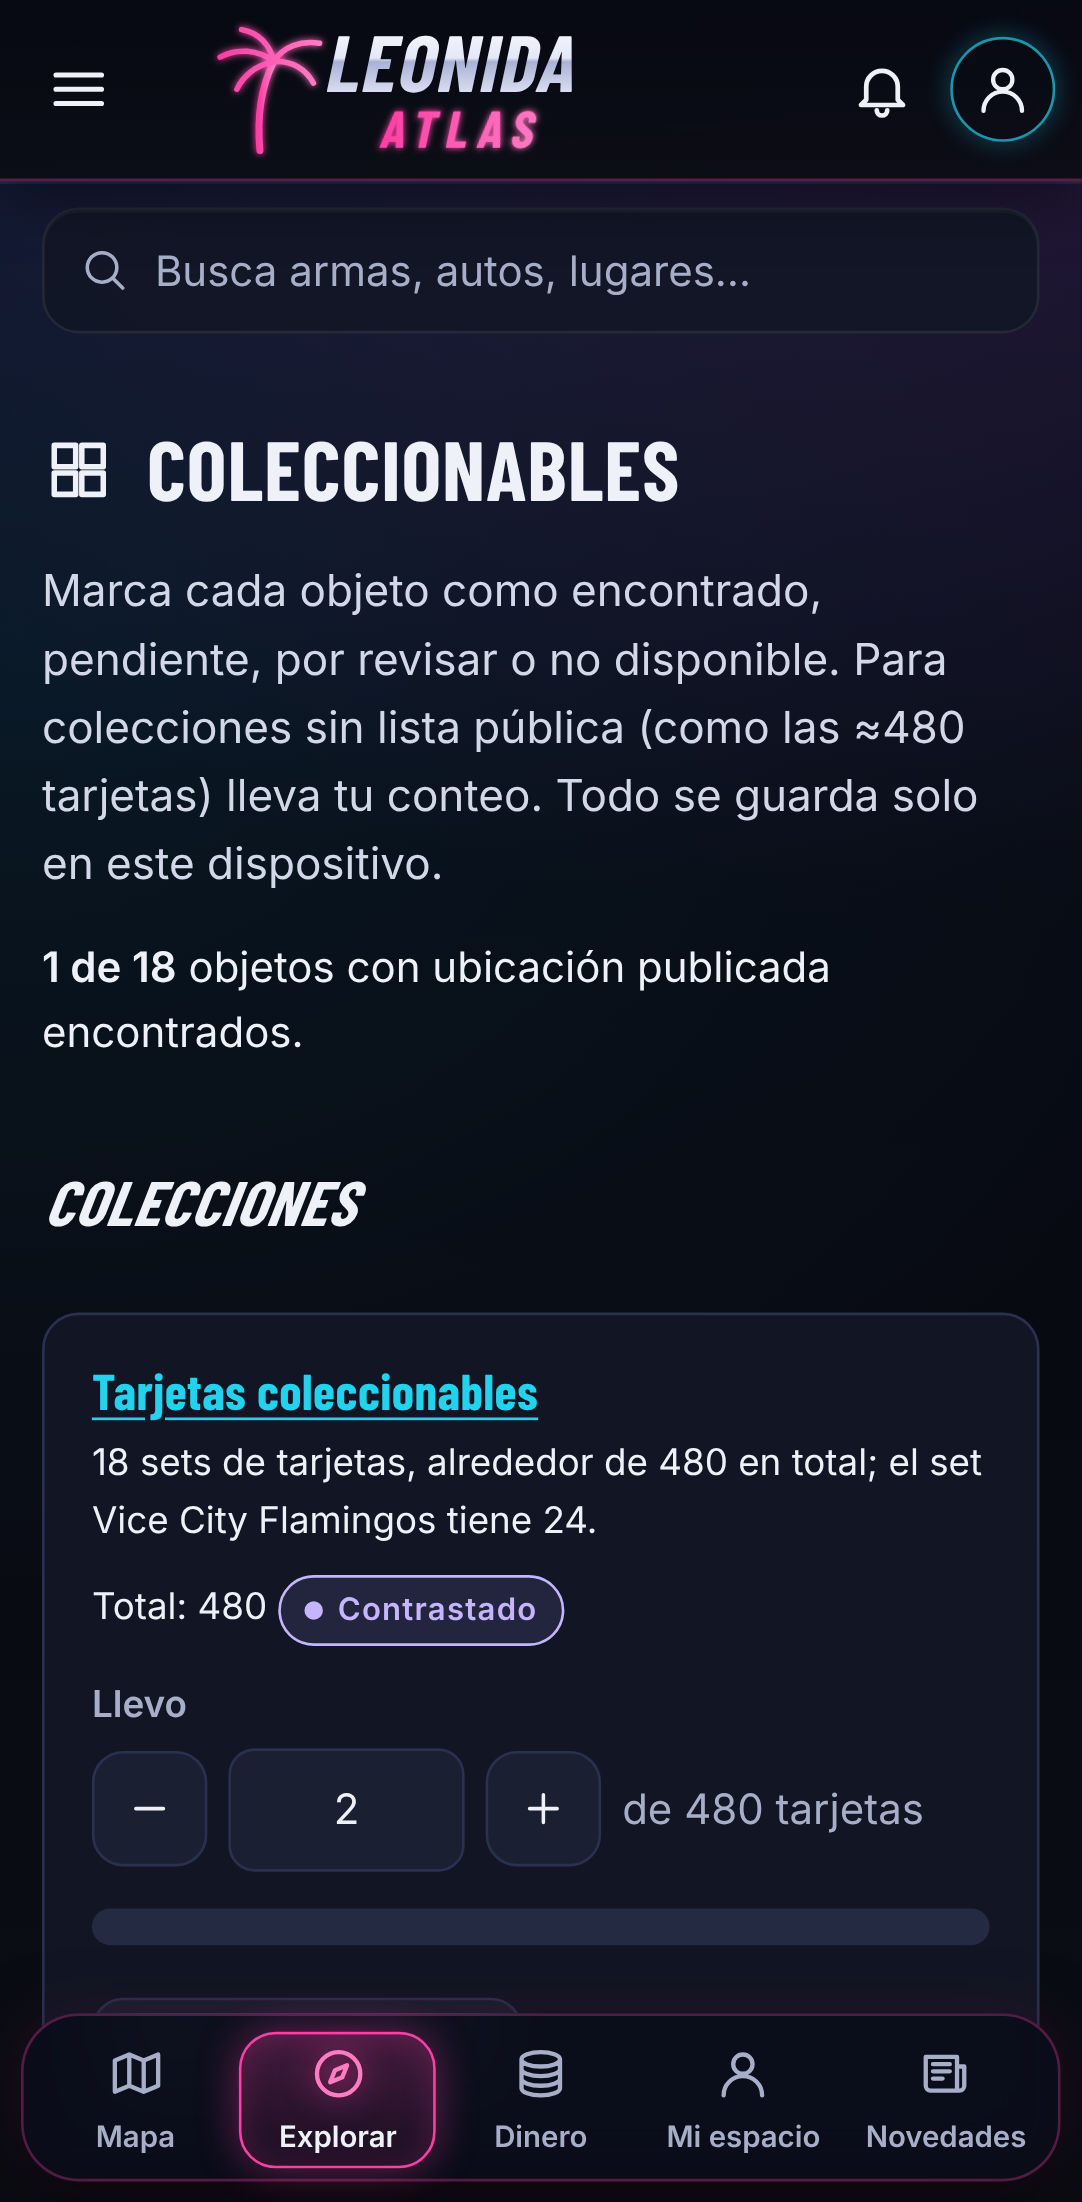 LEONIDA
ATLAS
Busca armas, autos, lugares...
COLECCIONABLES
Marca cada objeto como encontrado,
pendiente, por revisar o no disponible. Para
colecciones sin lista pública (como las ≈480
tarjetas) lleva tu conteo. Todo se guarda solo
en este dispositivo.
1 de 18 objetos con ubicación publicada
encontrados.
COLECCIONES
Tarjetas coleccionables
18 sets de tarjetas, alrededor de 480 en total; el set
Vice City Flamingos tiene 24.
Total: 480 Contrastado
Llevo
− 2 + de 480 tarjetas
Mapa Explorar Dinero Mi espacio Novedades